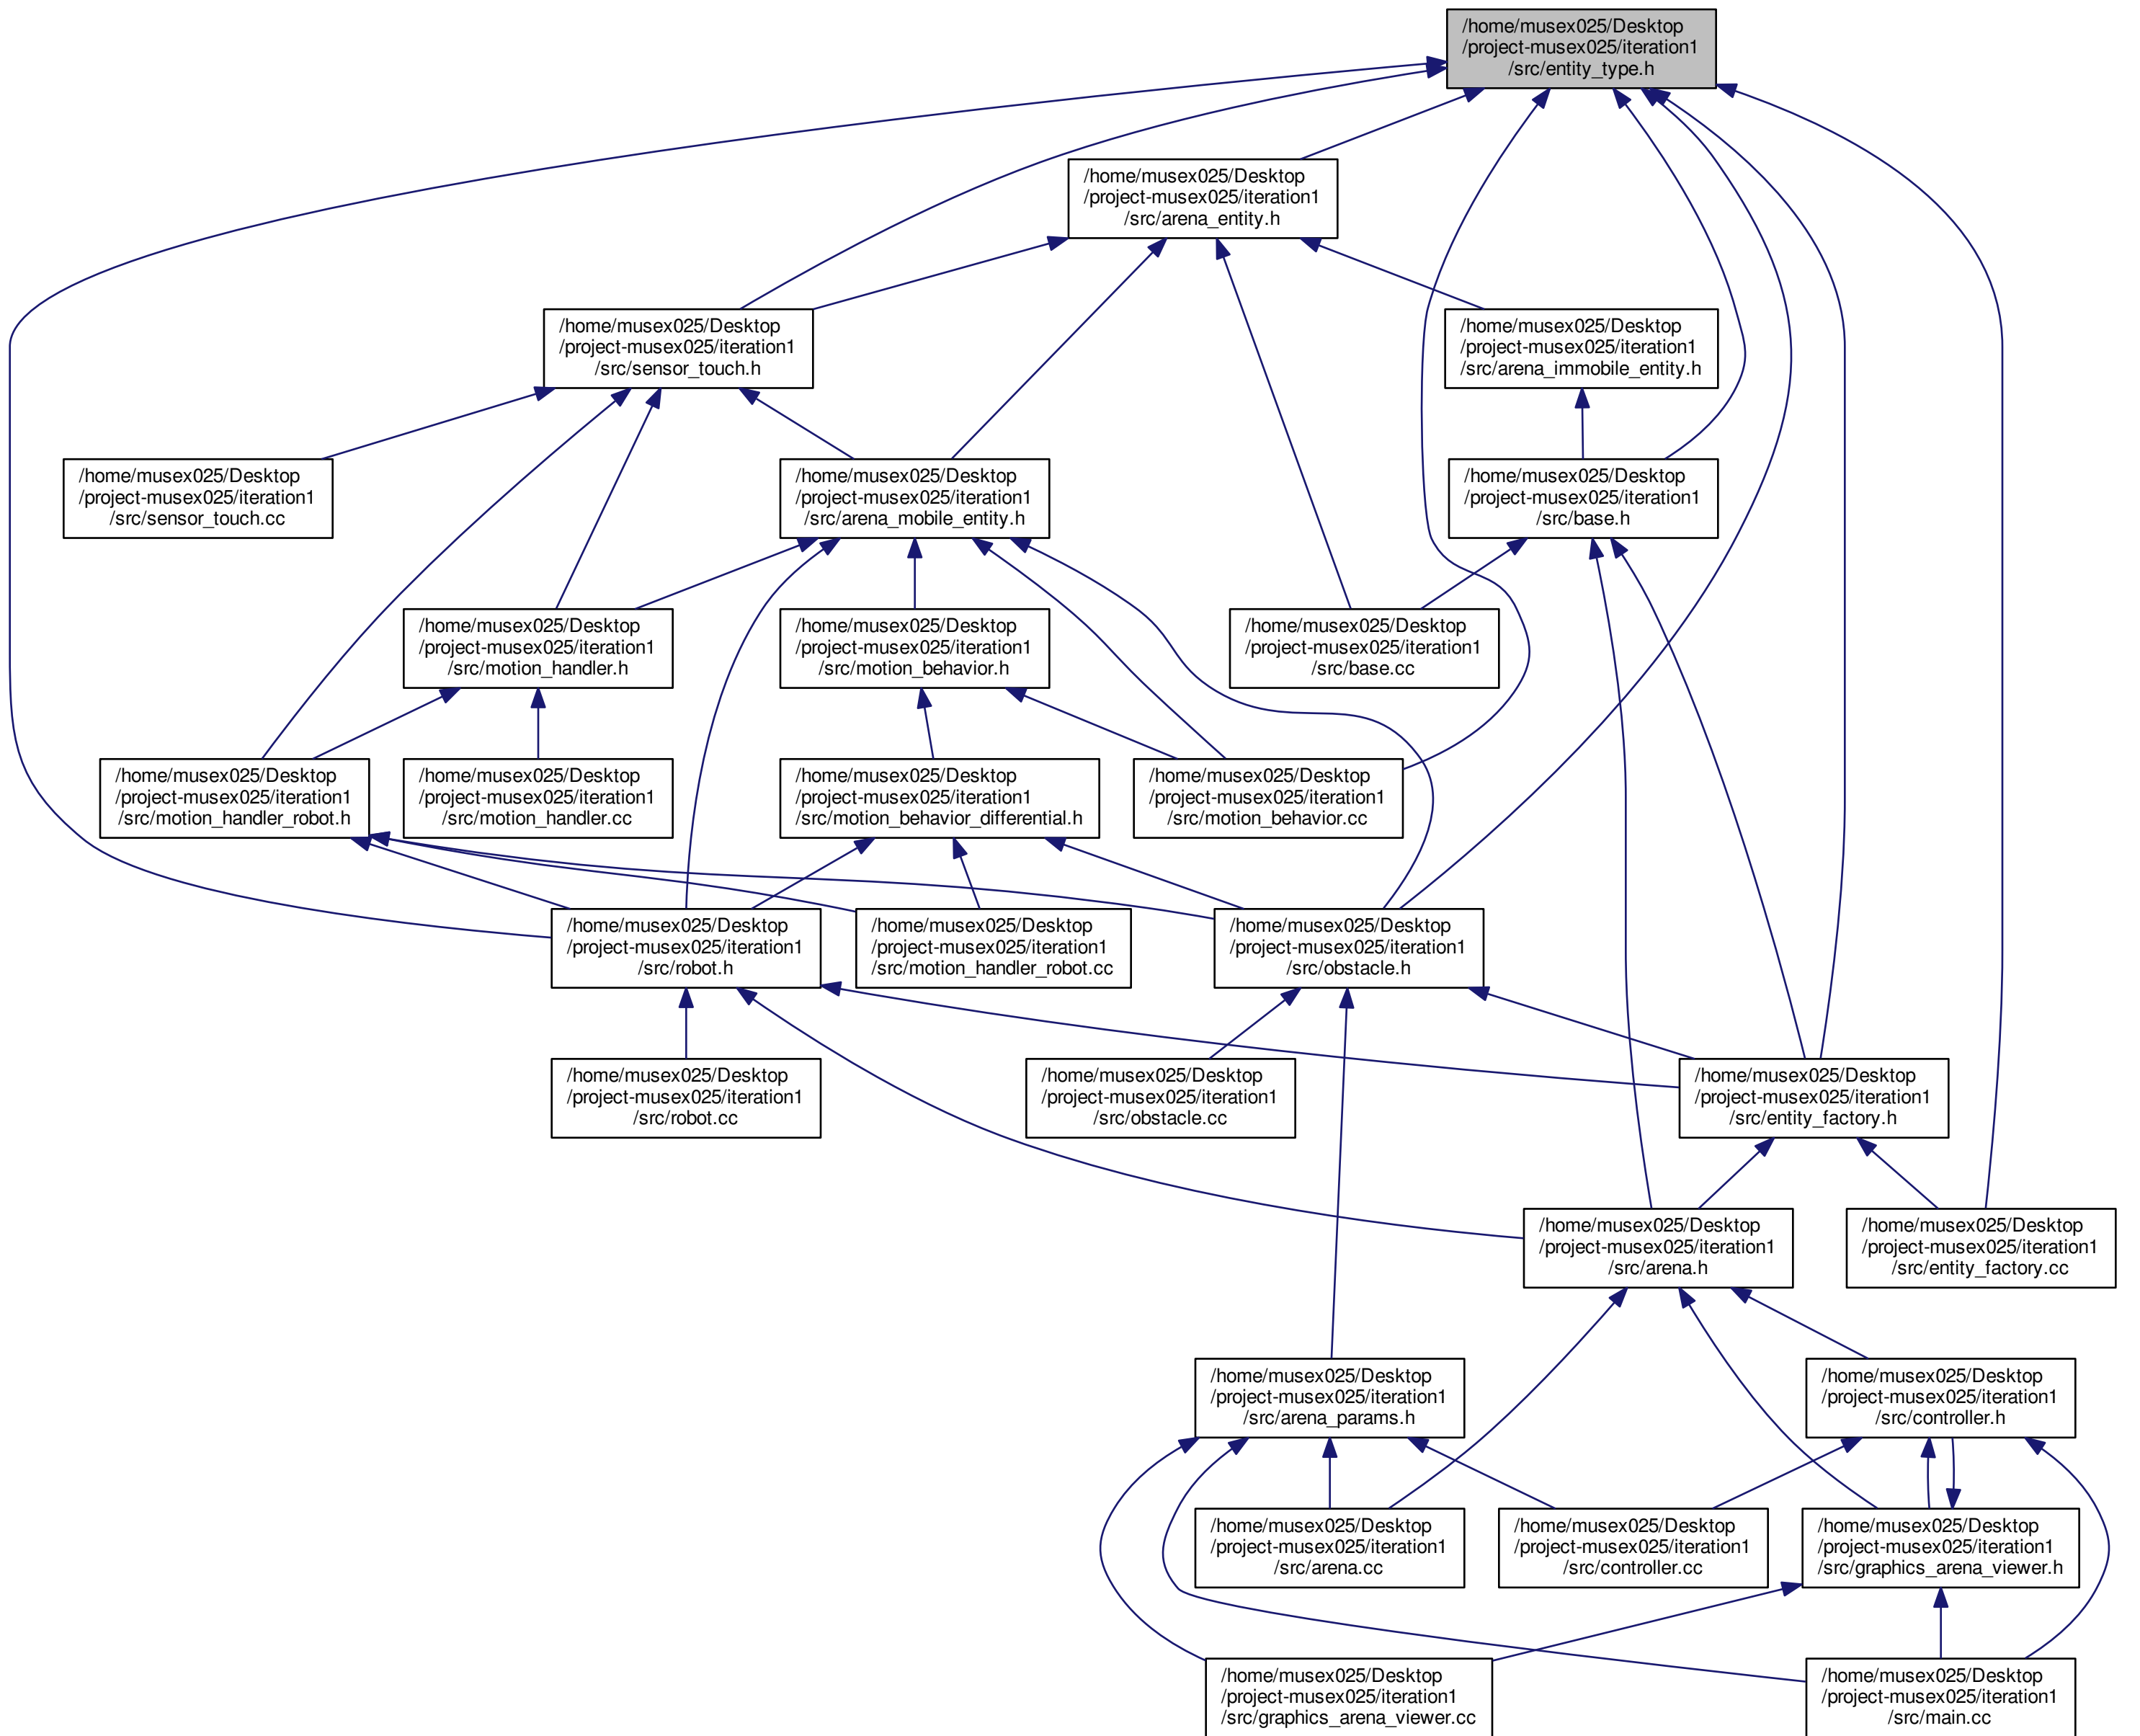 /home/musex025/Desktop
/project-musex025/iteration1
/src/entity_type.h
/home/musex025/Desktop
/project-musex025/iteration1
/src/arena_entity.h
/home/musex025/Desktop
/project-musex025/iteration1
/src/sensor_touch.h
/home/musex025/Desktop
/project-musex025/iteration1
/src/arena_immobile_entity.h
/home/musex025/Desktop
/project-musex025/iteration1
/src/sensor_touch.cc
/home/musex025/Desktop
/project-musex025/iteration1
/src/arena_mobile_entity.h
/home/musex025/Desktop
/project-musex025/iteration1
/src/base.h
/home/musex025/Desktop
/project-musex025/iteration1
/src/motion_handler.h
/home/musex025/Desktop
/project-musex025/iteration1
/src/motion_behavior.h
/home/musex025/Desktop
/project-musex025/iteration1
/src/base.cc
/home/musex025/Desktop
/project-musex025/iteration1
/src/motion_handler_robot.h
/home/musex025/Desktop
/project-musex025/iteration1
/src/motion_handler.cc
/home/musex025/Desktop
/project-musex025/iteration1
/src/motion_behavior_differential.h
/home/musex025/Desktop
/project-musex025/iteration1
/src/motion_behavior.cc
/home/musex025/Desktop
/project-musex025/iteration1
/src/robot.h
/home/musex025/Desktop
/project-musex025/iteration1
/src/motion_handler_robot.cc
/home/musex025/Desktop
/project-musex025/iteration1
/src/obstacle.h
/home/musex025/Desktop
/project-musex025/iteration1
/src/robot.cc
/home/musex025/Desktop
/project-musex025/iteration1
/src/obstacle.cc
/home/musex025/Desktop
/project-musex025/iteration1
/src/entity_factory.h
/home/musex025/Desktop
/project-musex025/iteration1
/src/arena.h
/home/musex025/Desktop
/project-musex025/iteration1
/src/entity_factory.cc
/home/musex025/Desktop
/project-musex025/iteration1
/src/arena_params.h
/home/musex025/Desktop
/project-musex025/iteration1
/src/controller.h
/home/musex025/Desktop
/project-musex025/iteration1
/src/arena.cc
/home/musex025/Desktop
/project-musex025/iteration1
/src/controller.cc
/home/musex025/Desktop
/project-musex025/iteration1
/src/graphics_arena_viewer.h
/home/musex025/Desktop
/project-musex025/iteration1
/src/graphics_arena_viewer.cc
/home/musex025/Desktop
/project-musex025/iteration1
/src/main.cc